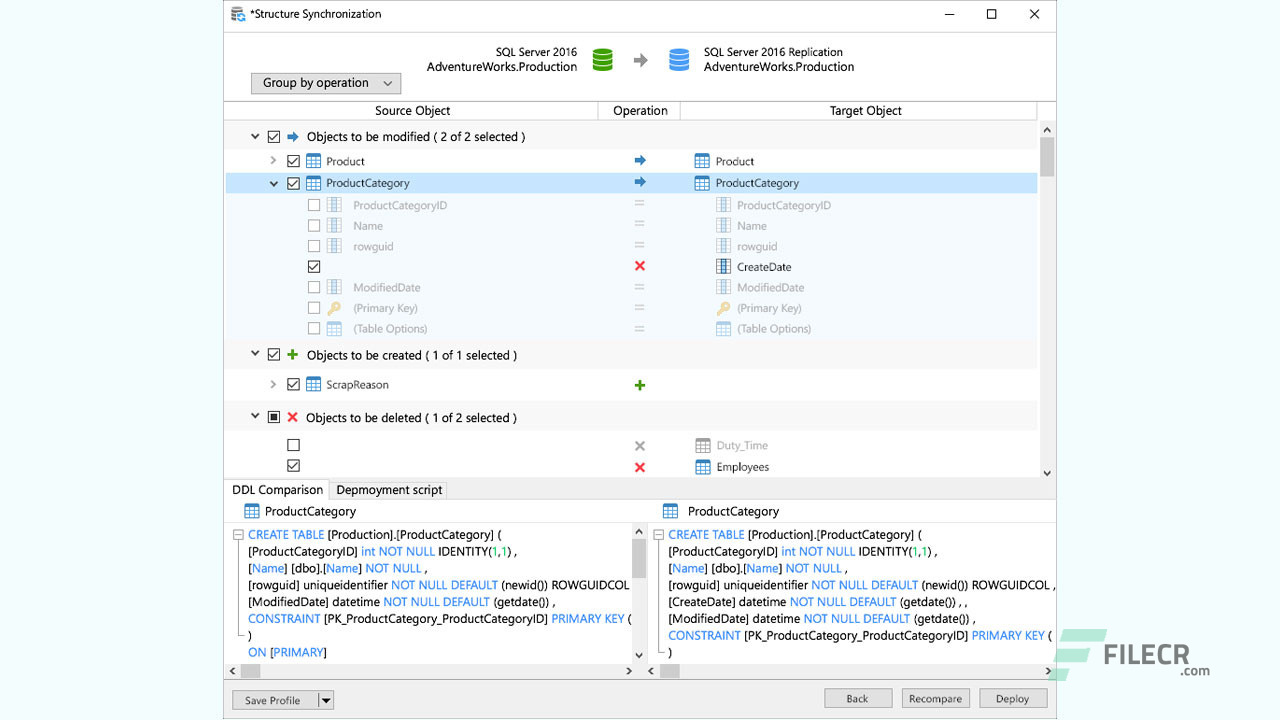 *Structure Synchronization
SQL Server 2016
AdventureWorks.Production
SQL Server 2016 Replication
AdventureWorks.Production
Group by operation
Source Object Operation Target Object
Objects to be modified ( 2 of 2 selected )
Product Product
ProductCategory ProductCategory
ProductCategoryID = ProductCategoryID
Name = Name
rowguid = rowguid
CreateDate
ModifiedDate = ModifiedDate
(Primary Key) = (Primary Key)
(Table Options) = (Table Options)
Objects to be created ( 1 of 1 selected )
ScrapReason
Objects to be deleted ( 1 of 2 selected )
Duty_Time
Employees
DDL Comparison Depmoyment script
ProductCategory
CREATE TABLE [Production].[ProductCategory] (
[ProductCategoryID] int NOT NULL IDENTITY(1,1) ,
[Name] [dbo].[Name] NOT NULL ,
[rowguid] uniqueidentifier NOT NULL DEFAULT (newid()) ROWGUIDCOL
[ModifiedDate] datetime NOT NULL DEFAULT (getdate()) ,
CONSTRAINT [PK_ProductCategory_ProductCategoryID] PRIMARY KEY (
)
ON [PRIMARY]
ProductCategory
CREATE TABLE [Production].[ProductCategory] (
[ProductCategoryID] int NOT NULL IDENTITY(1,1) ,
[Name] [dbo].[Name] NOT NULL ,
[rowguid] uniqueidentifier NOT NULL DEFAULT (newid()) ROWGUIDCOL ,
[CreateDate] datetime NOT NULL DEFAULT (getdate()) , ,
[ModifiedDate] datetime NOT NULL DEFAULT (getdate()) ,
CONSTRAINT [PK_ProductCategory_ProductCategoryID] PRIMARY KEY (
)
Save Profile Back Recompare Deploy
FILECR
.com